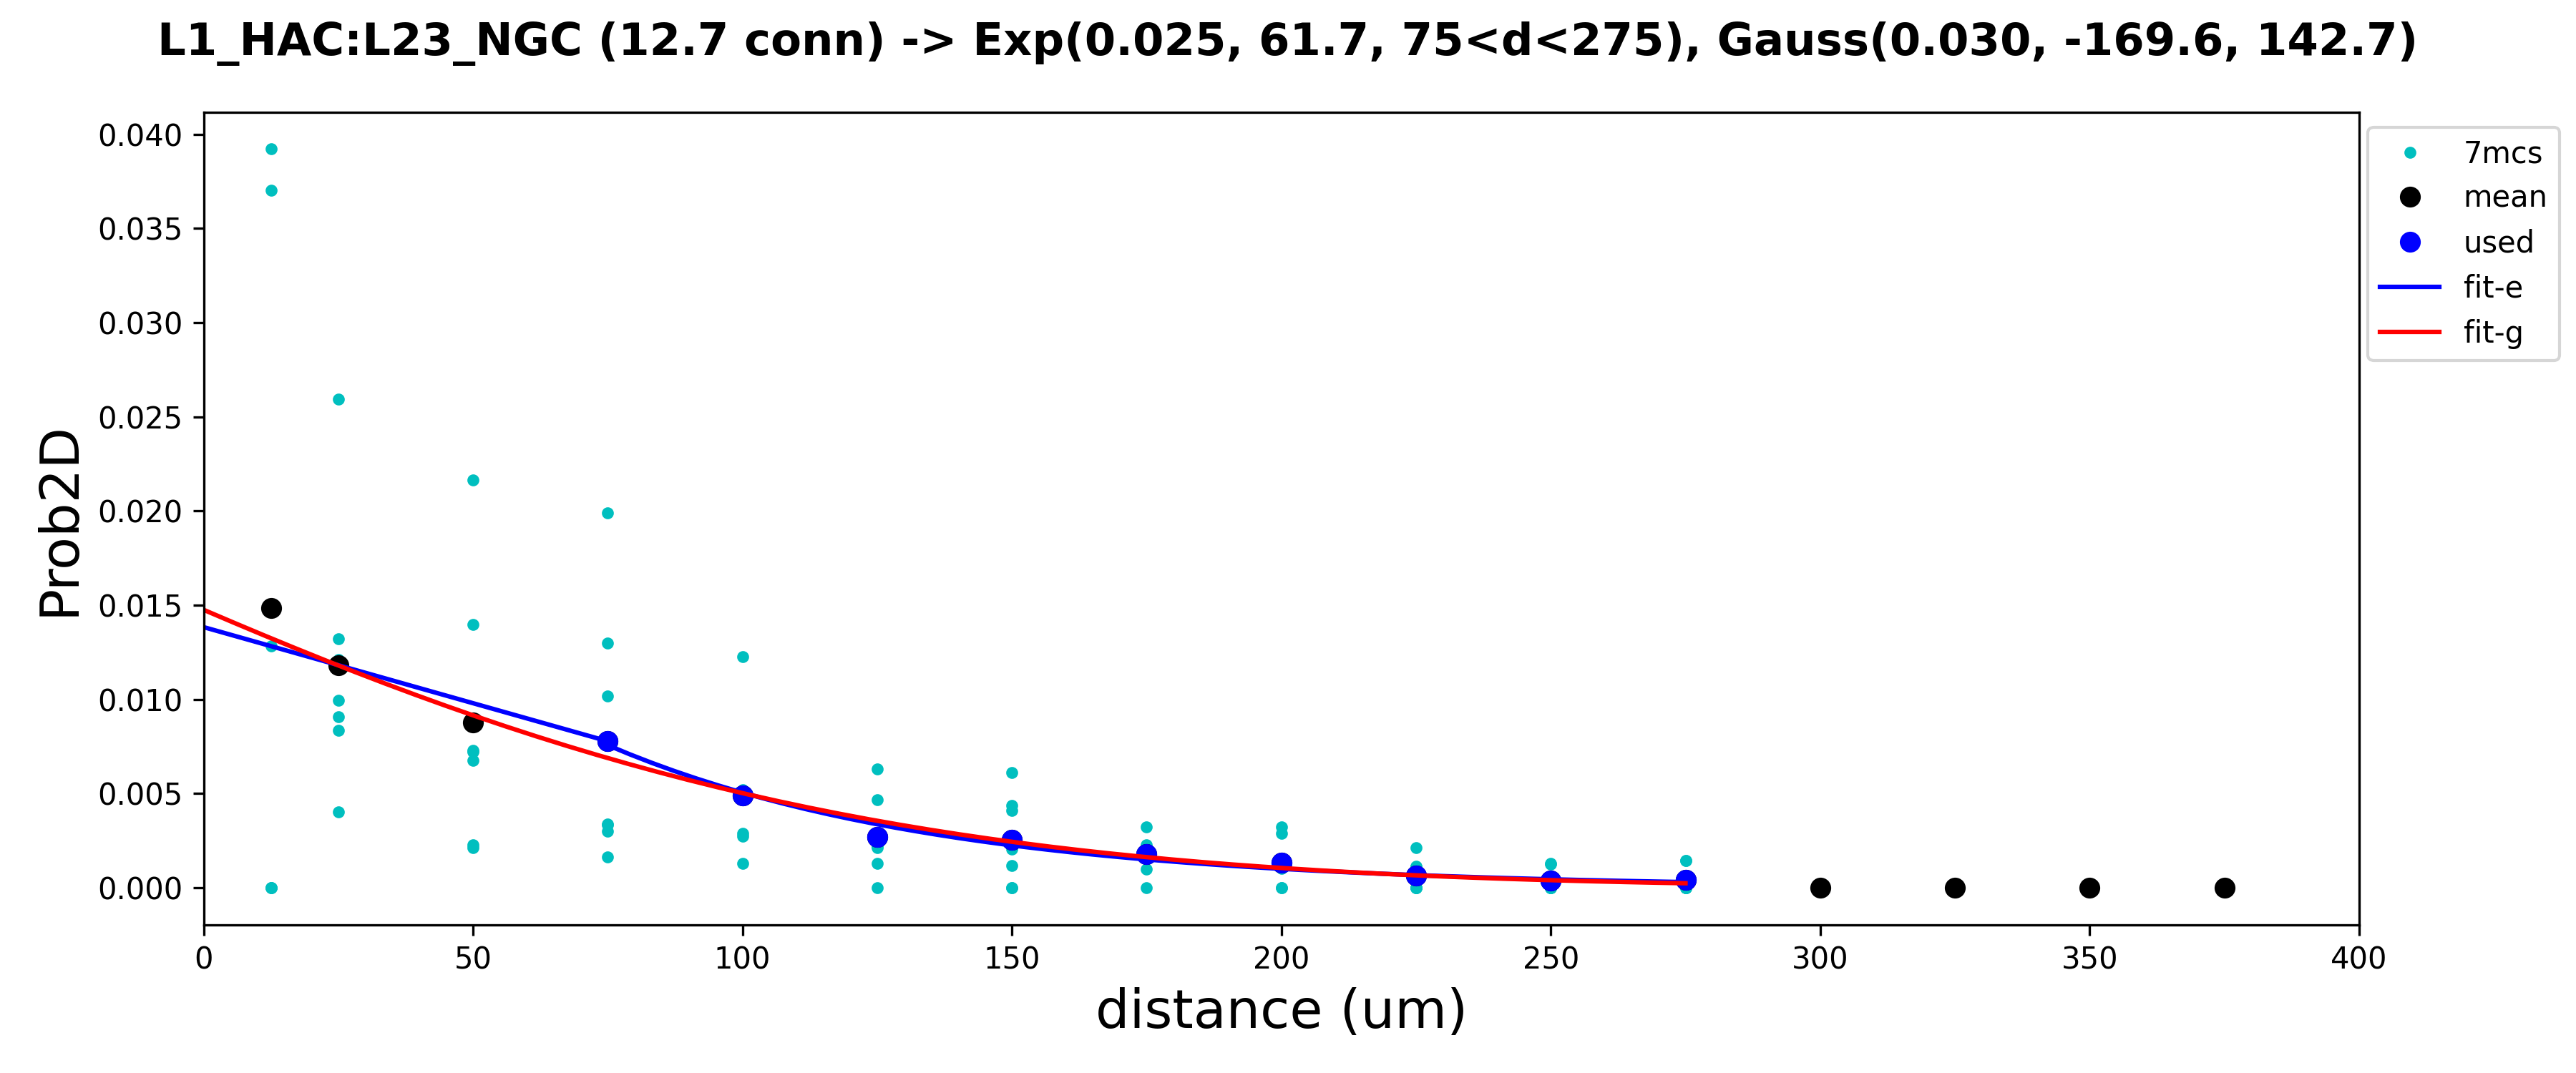 L1_HAC:L23_NGC (12.7 conn) -> Exp(0.025, 61.7, 75<d<275), Gauss(0.030, -169.6, 142.7)
0.040
0.035
0.030
0.025
0.020
0.015
0.010
0.005
0.000
Prob2D
0 50 100 150 200 250 300 350 400
distance (um)
7mcs
mean
used
fit-e
fit-g